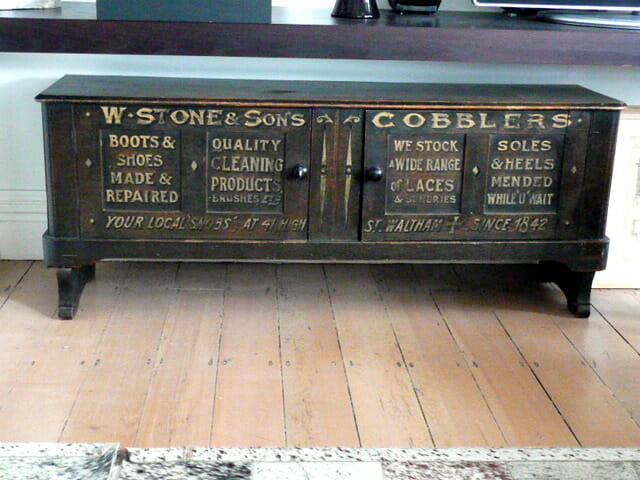 W·STONE & SON'S COBBLERS.
BOOTS &
SHOES
MADE &
REPAIRED
QUALITY
CLEANING
PRODUCTS,
BRUSHES ETC
WE STOCK
A WIDE RANGE
OF LACES
& SUNDRIES
SOLES
& HEELS
MENDED
WHILE 'U' WAIT
YOUR LOCAL 'SNOBS' AT 41 HIGH ST. WALTHAM SINCE 1842